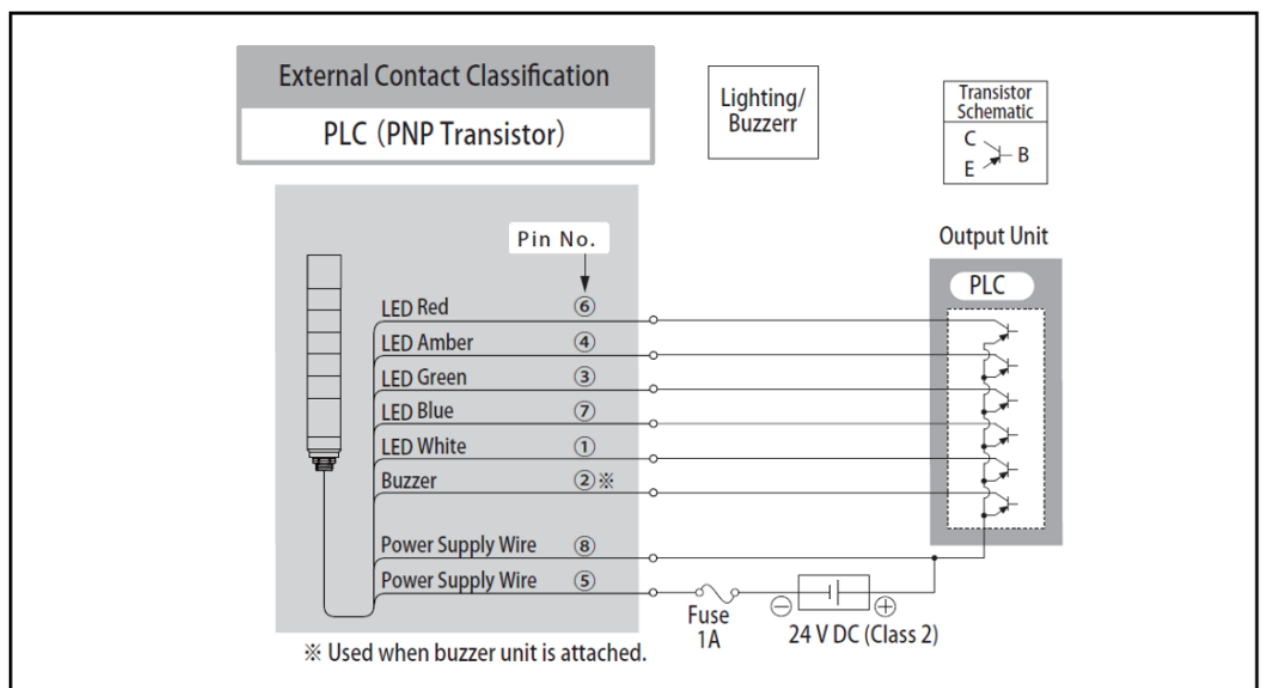 External Contact Classification
PLC (PNP Transistor)
Lighting/
Buzzerr
Transistor
Schematic
C
B
E
Pin No.
Output Unit
PLC
LED Red ⑥
LED Amber ④
LED Green ③
LED Blue ⑦
LED White ①
Buzzer ②※
Power Supply Wire ⑧
Power Supply Wire ⑤
Fuse
1A
⊖ ⊕
24 V DC (Class 2)
※ Used when buzzer unit is attached.